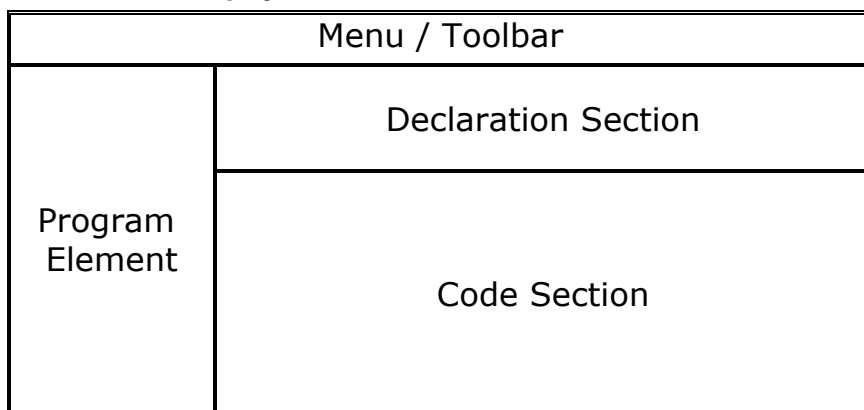 Menu / Toolbar
Declaration Section
Program
Element
Code Section